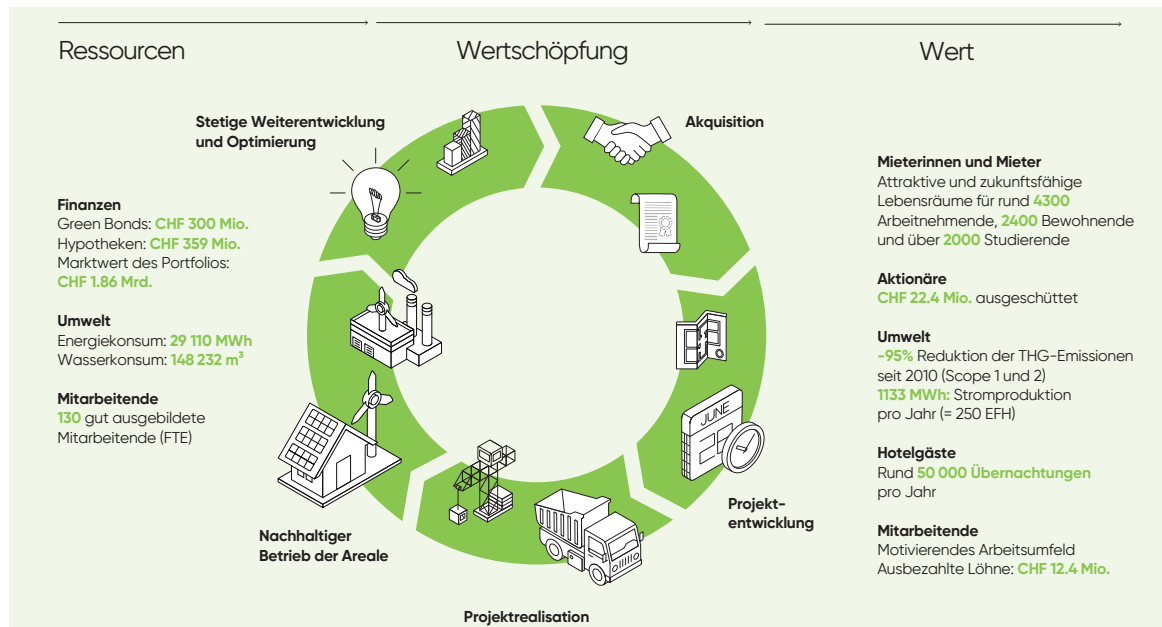 Ressourcen
Wertschöpfung
Wert
Finanzen
Green Bonds: CHF 300 Mio.
Hypotheken: CHF 359 Mio.
Marktwert des Portfolios:
CHF 1.86 Mrd.
Umwelt
Energiekonsum: 29 110 MWh
Wasserkonsum: 148 232 m³
Mitarbeitende
130 gut ausgebildete
Mitarbeitende (FTE)
Stetige Weiterentwicklung
und Optimierung
Akquisition
JUNE
Projekt-
entwicklung
Nachhaltiger
Betrieb der Areale
Projektrealisation
Mieterinnen und Mieter
Attraktive und zukunftsfähige
Lebensräume für rund 4300
Arbeitnehmende, 2400 Bewohnende
und über 2000 Studierende
Aktionäre
CHF 22.4 Mio. ausgeschüttet
Umwelt
-95% Reduktion der THG-Emissionen
seit 2010 (Scope 1 und 2)
1133 MWh: Stromproduktion
pro Jahr (= 250 EFH)
Hotelgäste
Rund 50 000 Übernachtungen
pro Jahr
Mitarbeitende
Motivierendes Arbeitsumfeld
Ausbezahlte Löhne: CHF 12.4 Mio.